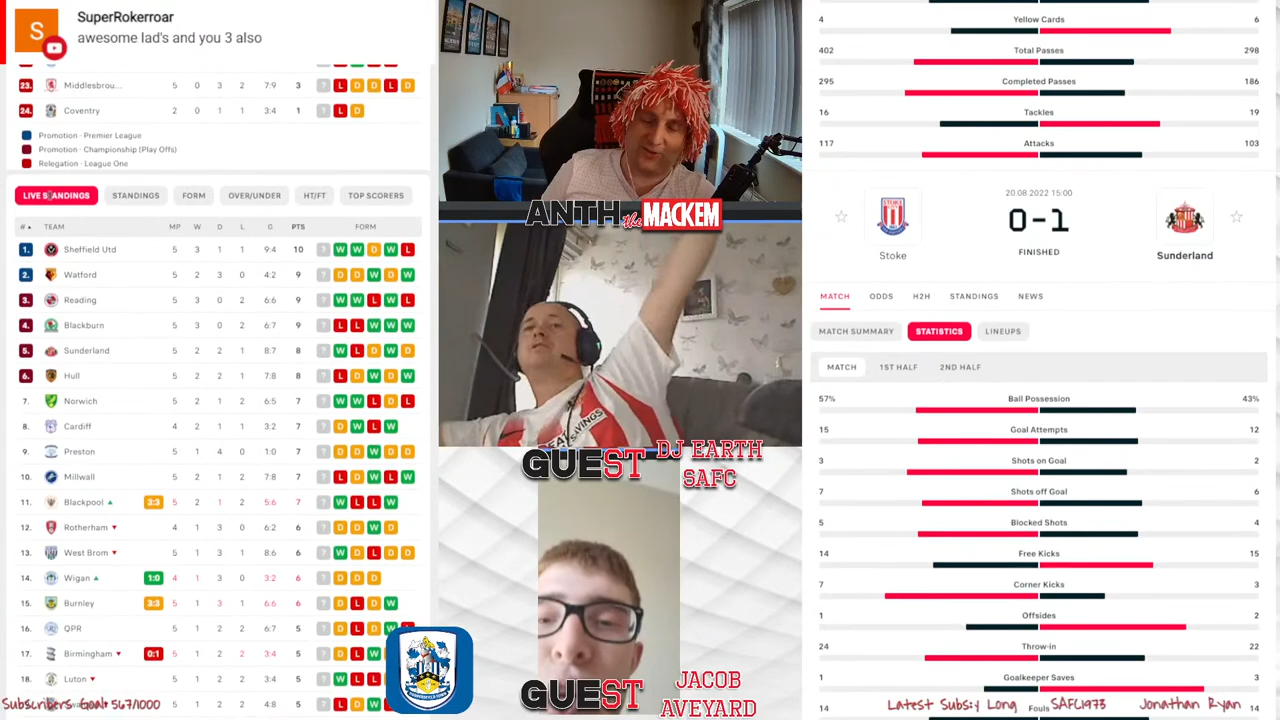 S
SuperRokerroar
awesome lad's and you 3 also
23. Middlesbrou... 5 0 3 2 7:9 ? L D D L D
24. Coventry 2 0 1 1 3:4 1 ? L D
Promotion - Premier League
Promotion - Championship (Play Offs)
Relegation - League One
LIVE STANDINGS STANDINGS FORM OVER/UNDER HT/FT TOP SCORERS
# TEAM MP W D L G PTS FORM
1. Sheffield Utd 5 3 1 1 9:4 10 ? W W D W L
2. Watford 5 2 3 0 4:2 9 ? D D W D W
3. Reading 5 3 0 2 6:6 9 ? W W L W L
4. Blackburn 5 3 0 2 6:7 9 ? L L W W W
5. Sunderland 5 2 2 1 8:7 8 ? W L D W D
6. Hull 5 2 2 1 7:8 8 ? L D W D W
7. Norwich 5 2 1 2 6:5 7 ? W W L D L
8. Cardiff 4 2 1 1 3:2 7 ? D L W
9. Preston 5 1 4 0 1:0 7 ? D W D D D
10. Millwall 5 2 1 2 7:8 7 ? L D W L W
11. Blackpool 3:3 5 2 1 2 5:6 7 ? W L L W
12. Rotherham 4 1 3 0 6:2 6 ? D D W D
13. West Brom 5 1 3 1 8:6 6 ? W D L D D
14. Wigan 1:0 4 1 3 0 3:2 6 ? D D D
15. Burnley 3:3 5 1 3 1 6:6 6 ? D L D W
16. QPR 5 1 2 2 6:7 5 ? D L D W
17. Birmingham 0:1 5 1 2 2 3:4 5 ? D L W
18. Luton 5 1 2 2 3:4 ? W L L
Subscribers Goal: 567/1000
ANTH the MACKEM
GUEST DJ EARTH
SAFC
GUEST JACOB
AVEYARD
4 Yellow Cards 6
402 Total Passes 298
295 Completed Passes 186
16 Tackles 19
117 Attacks 103
20.08.2022 15:00
0-1
FINISHED
Stoke Sunderland
MATCH ODDS H2H STANDINGS NEWS
MATCH SUMMARY STATISTICS LINEUPS
MATCH 1ST HALF 2ND HALF
57% Ball Possession 43%
15 Goal Attempts 12
3 Shots on Goal 2
7 Shots off Goal 6
5 Blocked Shots 4
14 Free Kicks 15
7 Corner Kicks 3
1 Offsides 2
24 Throw-in 22
1 Goalkeeper Saves 3
14 Fouls 14
Latest Subs: y Long SAFC1973 Jonathan Ryan